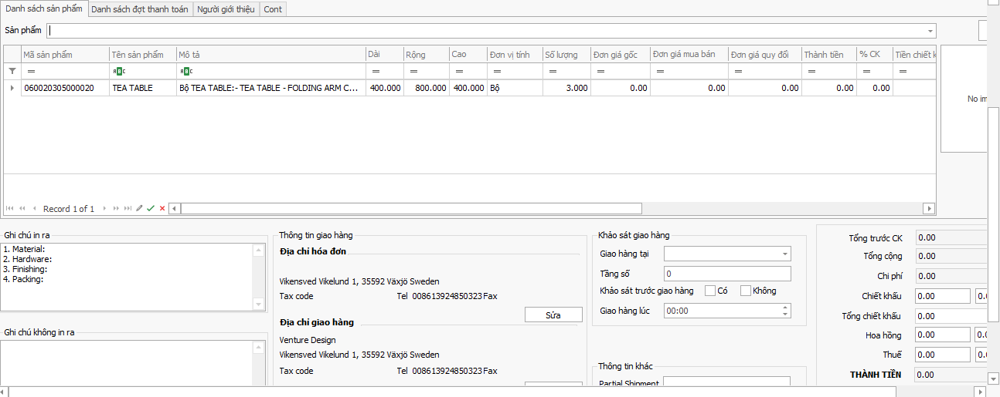 Danh sách sản phẩm Danh sách đợt thanh toán Người giới thiệu Cont
Sản phẩm
Mã sản phẩm Tên sản phẩm Mô tả Dài Rộng Cao Đơn vị tính Số lượng Đơn giá gốc Đơn giá mua bán Đơn giá quy đổi Thành tiền % CK Tiền chiết k
= ABC ABC = = = = = = = = = = =
060020305000020 TEA TABLE Bộ TEA TABLE:- TEA TABLE - FOLDING ARM C... 400.000 800.000 400.000 Bộ 3.000 0.00 0.00 0.00 0.00 0.00
No im
Record 1 of 1
Ghi chú in ra
1. Material:
2. Hardware:
3. Finishing:
4. Packing:
Ghi chú không in ra
Thông tin giao hàng
Địa chỉ hóa đơn
Vikensved Vikelund 1, 35592 Växjö Sweden
Tax code Tel 008613924850323 Fax
Sửa
Địa chỉ giao hàng
Venture Design
Vikensved Vikelund 1, 35592 Växjö Sweden
Tax code Tel 008613924850323 Fax
Khảo sát giao hàng
Giao hàng tại
Tầng số 0
Khảo sát trước giao hàng Có Không
Giao hàng lúc 00:00
Thông tin khác
Partial Shipment
Tổng trước CK 0.00
Tổng cộng 0.00
Chi phí 0.00
Chiết khấu 0.00 0.
Tổng chiết khấu 0.00
Hoa hồng 0.00 0.
Thuế 0.00 0.
THÀNH TIỀN 0.00